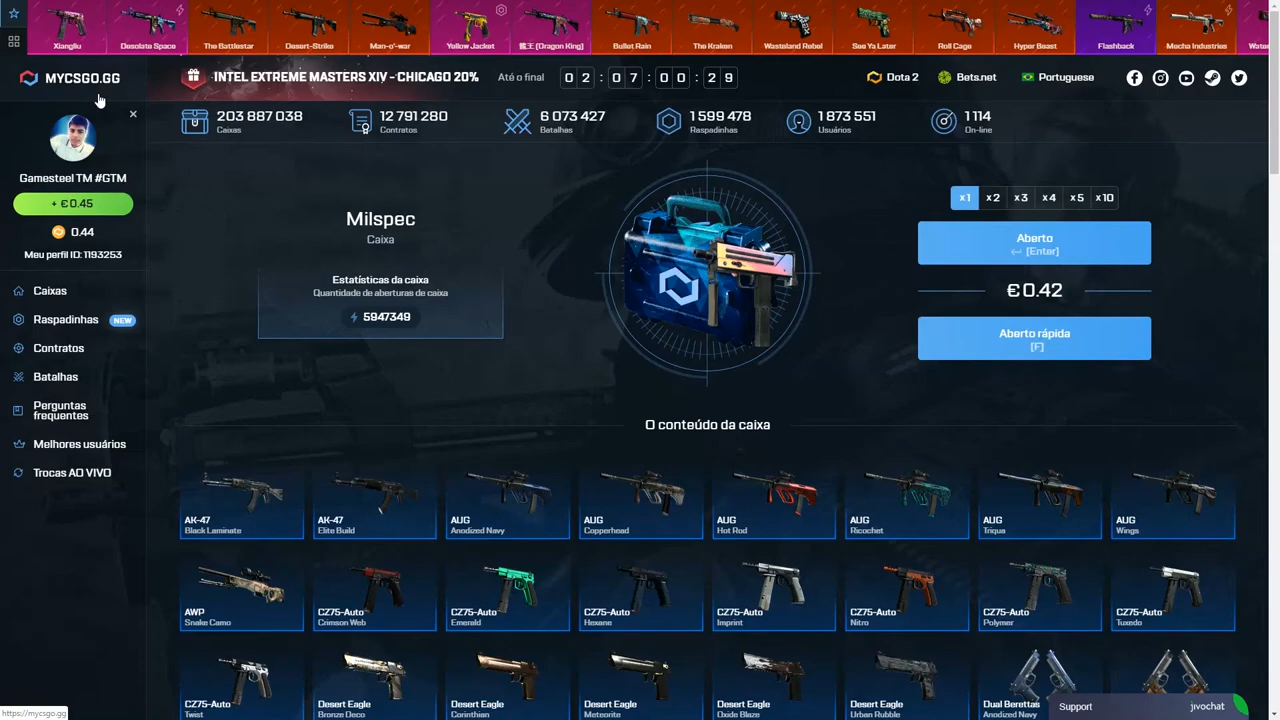 Xiangliu
Desolate Space
The Battlestar
Desert-Strike
Man-o'-war
Yellow Jacket
龍王 (Dragon King)
Bullet Rain
The Kraken
Wasteland Rebel
See Ya Later
Roll Cage
Hyper Beast
Flashback
Mecha Industries
MYCSGO.GG
INTEL EXTREME MASTERS XIV - CHICAGO 20%
Até o final
02:07:00:29
Dota 2
Bets.net
Portuguese
203 887 038
Caixas
12 791 280
Contratos
6 073 427
Batalhas
1 599 478
Raspadinhas
1 873 551
Usuários
1 114
On-line
Gamesteel TM #GTM
+ €0.45
0.44
Meu perfil ID: 1193253
Caixas
Raspadinhas NEW
Contratos
Batalhas
Perguntas
frequentes
Melhores usuários
Trocas AO VIVO
Milspec
Caixa
Estatísticas da caixa
Quantidade de aberturas de caixa
5947349
x1 x2 x3 x4 x5 x10
Aberto
[Enter]
€0.42
Aberto rápida
[F]
O conteúdo da caixa
AK-47
Black Laminate
AK-47
Elite Build
AUG
Anodized Navy
AUG
Copperhead
AUG
Hot Rod
AUG
Ricochet
AUG
Triqua
AUG
Wings
AWP
Snake Camo
CZ75-Auto
Crimson Web
CZ75-Auto
Emerald
CZ75-Auto
Hexane
CZ75-Auto
Imprint
CZ75-Auto
Nitro
CZ75-Auto
Polymer
CZ75-Auto
Tuxedo
CZ75-Auto
Twist
Desert Eagle
Bronze Deco
Desert Eagle
Corinthian
Desert Eagle
Meteorite
Desert Eagle
Oxide Blaze
Desert Eagle
Urban Rubble
Dual Berettas
Anodized Navy
Support
jivochat
https://mycsgo.gg